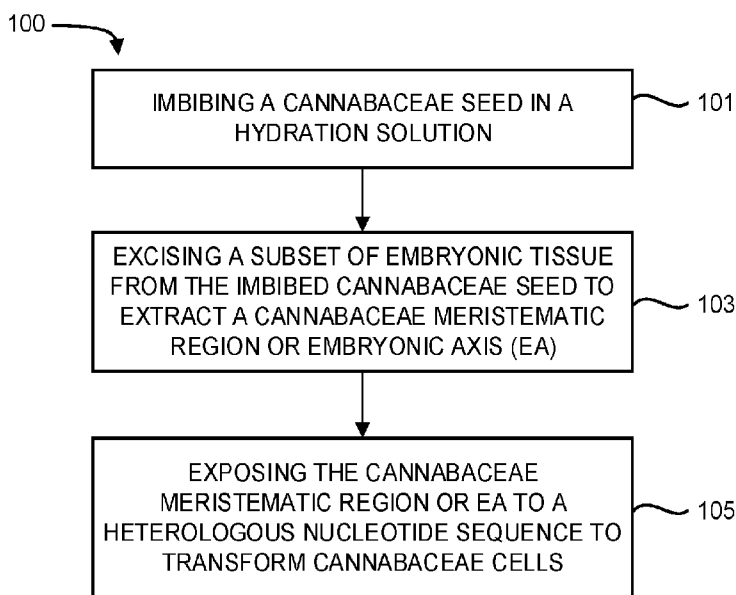 100
IMBIBING A CANNABACEAE SEED IN A
HYDRATION SOLUTION
101
EXCISING A SUBSET OF EMBRYONIC TISSUE
FROM THE IMBIBED CANNABACEAE SEED TO
EXTRACT A CANNABACEAE MERISTEMATIC
REGION OR EMBRYONIC AXIS (EA)
103
EXPOSING THE CANNABACEAE
MERISTEMATIC REGION OR EA TO A
HETEROLOGOUS NUCLEOTIDE SEQUENCE TO
TRANSFORM CANNABACEAE CELLS
105